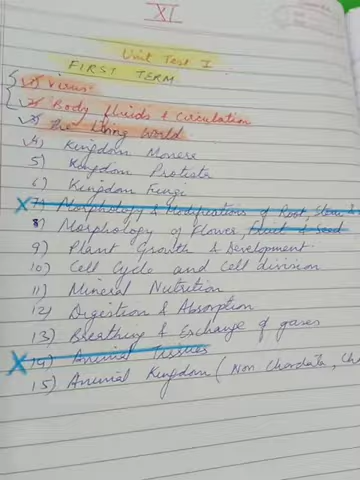 XI
Unit Test I
FIRST TERM
1) Virus
2) Body fluids & Circulation
3) The Living World
4) Kingdom Monera
5) Kingdom Protista
6) Kingdom Fungi
7) Morphology & Modifications of Root Stem &
8) Morphology of Flower, Fruit & Seed
9) Plant Growth & Development.
10) Cell Cycle and Cell division
11) Mineral Nutrition
12) Digestion & Absorption
13) Breathing & Exchange of gases
14) Animal Tissues
15) Animal Kingdom (Non Chordata, Cho